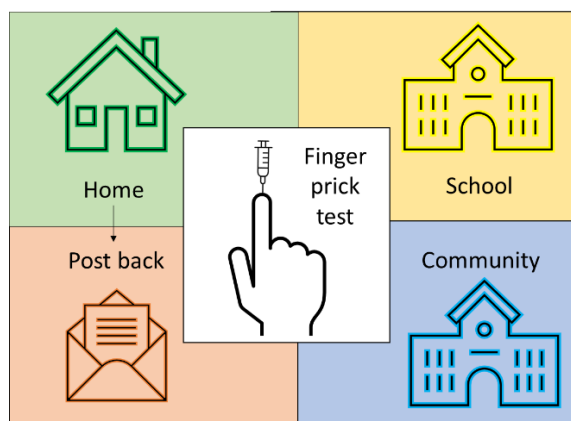 Home
Post back
Finger
prick
test
School
Community